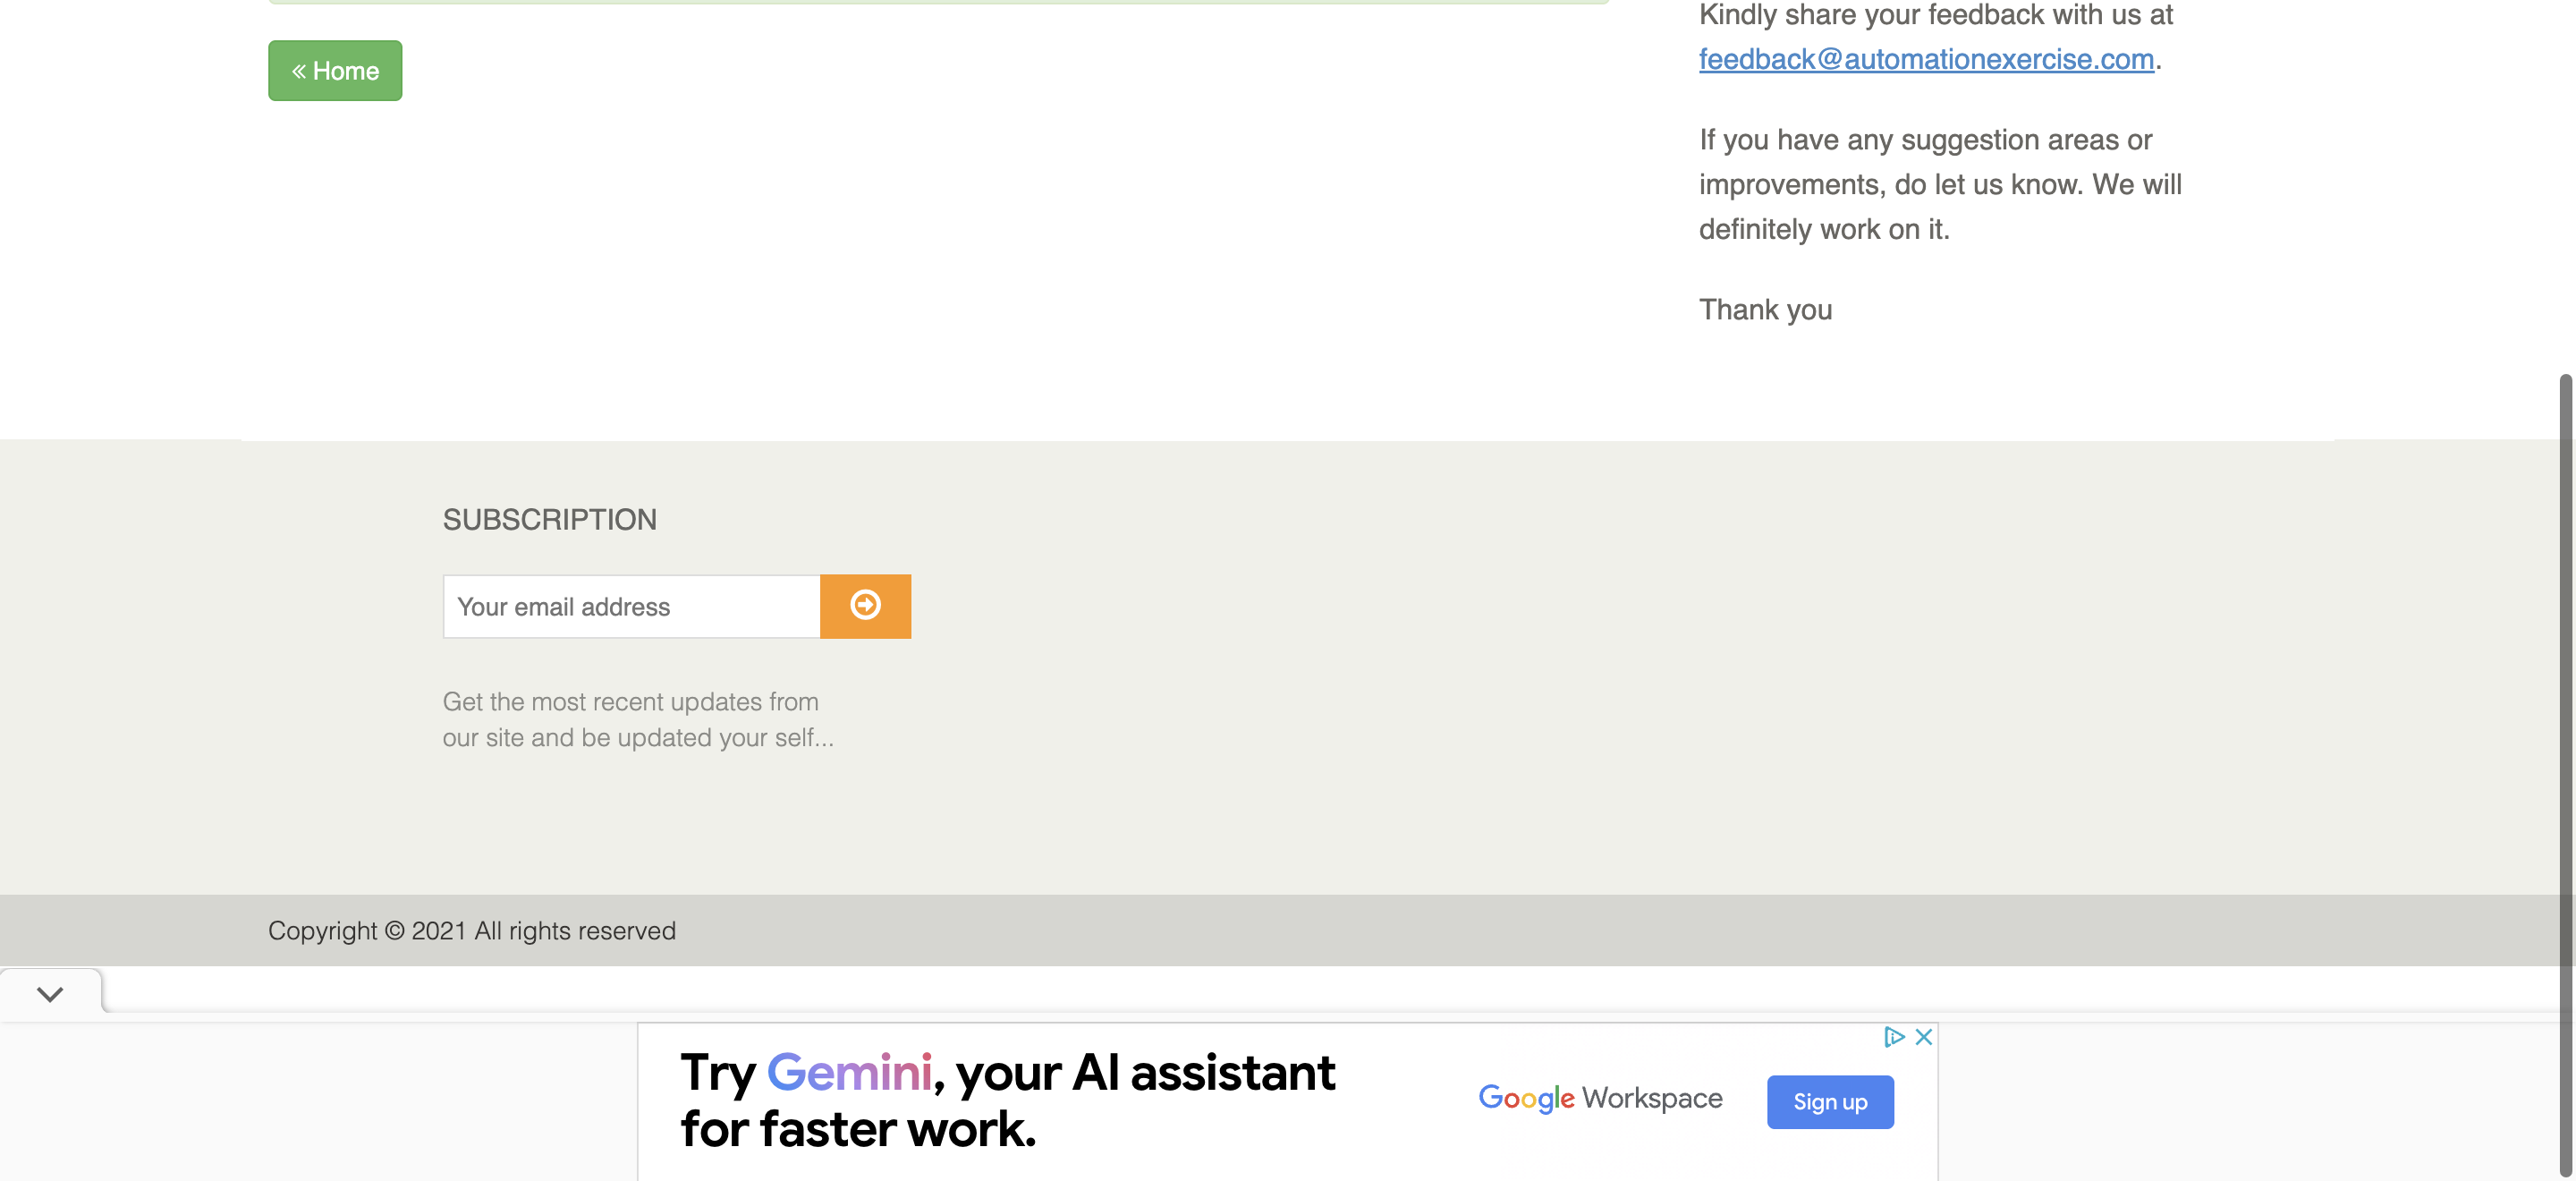 Kindly share your feedback with us at
feedback@automationexercise.com.
« Home
If you have any suggestion areas or
improvements, do let us know. We will
definitely work on it.
Thank you
SUBSCRIPTION
Your email address
Get the most recent updates from
our site and be updated your self...
Copyright © 2021 All rights reserved
Try Gemini, your AI assistant
for faster work.
Google Workspace
Sign up